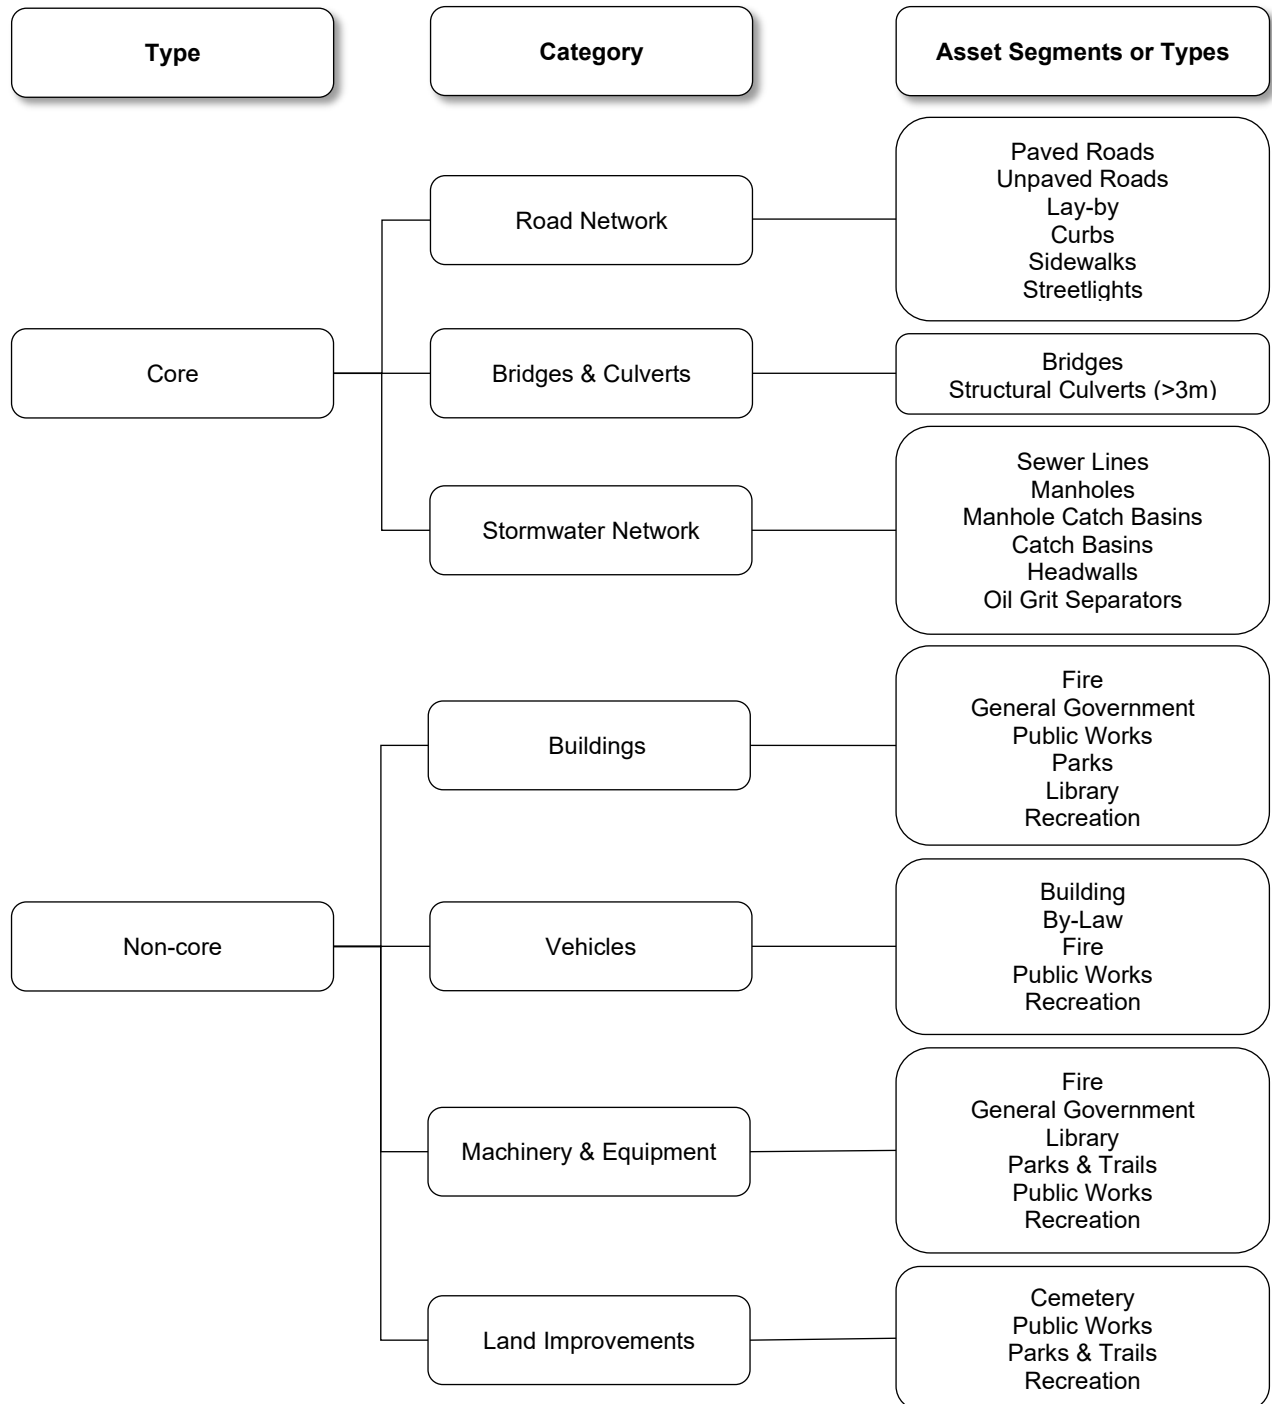 Type
Category
Asset Segments or Types
Core
Road Network
Paved Roads
Unpaved Roads
Lay-by
Curbs
Sidewalks
Streetlights
Bridges & Culverts
Bridges
Structural Culverts (>3m)
Stormwater Network
Sewer Lines
Manholes
Manhole Catch Basins
Catch Basins
Headwalls
Oil Grit Separators
Non-core
Buildings
Fire
General Government
Public Works
Parks
Library
Recreation
Vehicles
Building
By-Law
Fire
Public Works
Recreation
Machinery & Equipment
Fire
General Government
Library
Parks & Trails
Public Works
Recreation
Land Improvements
Cemetery
Public Works
Parks & Trails
Recreation